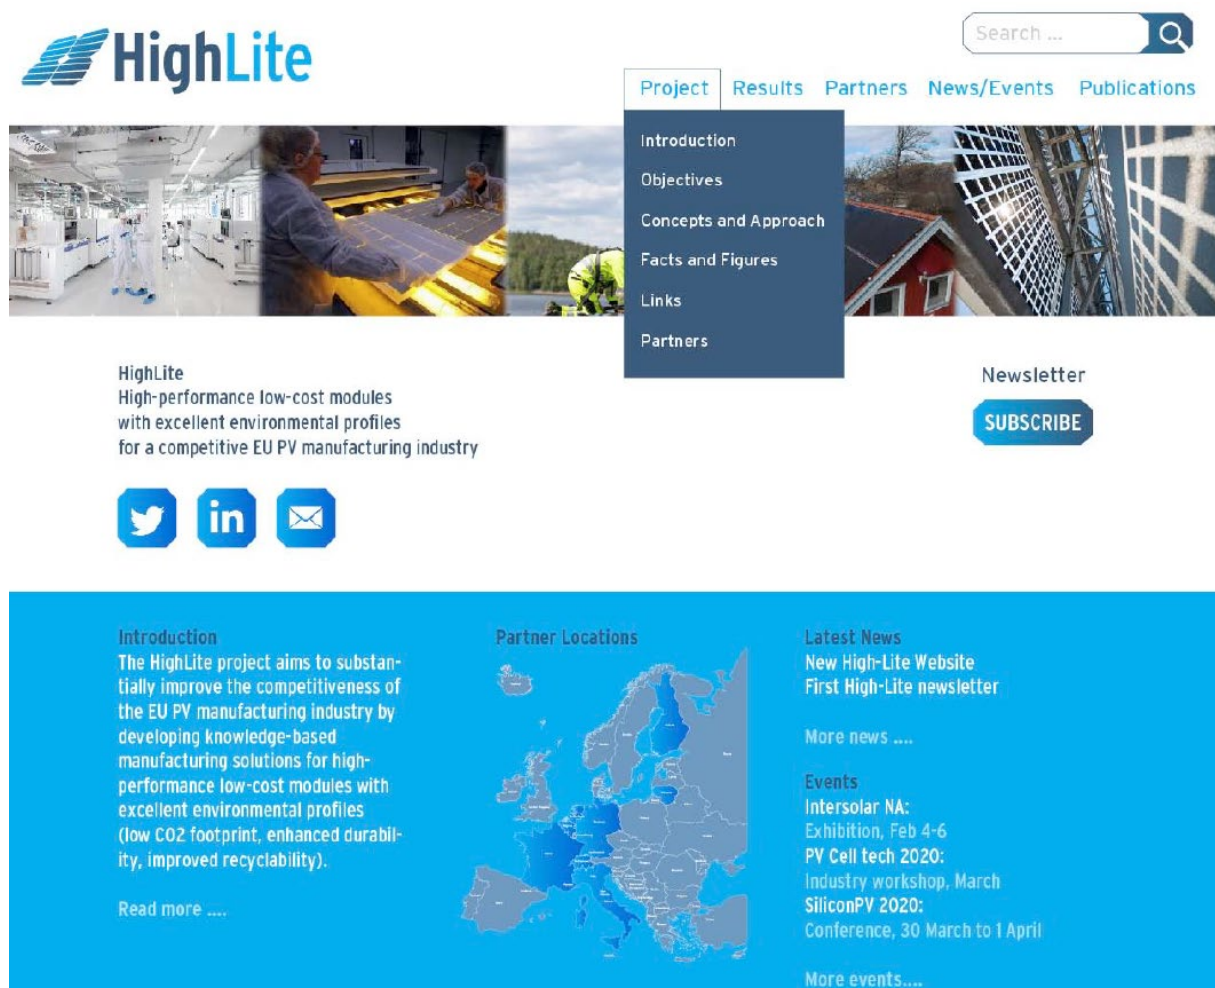 HighLite
Search ...
Project Results Partners News/Events Publications
Introduction
Objectives
Concepts and Approach
Facts and Figures
Links
Partners
HighLite
High-performance low-cost modules
with excellent environmental profiles
for a competitive EU PV manufacturing industry
in
Newsletter
SUBSCRIBE
Introduction
The HighLite project aims to substan-
tially improve the competitiveness of
the EU PV manufacturing industry by
developing knowledge-based
manufacturing solutions for high-
performance low-cost modules with
excellent environmental profiles
(low CO2 footprint, enhanced durabil-
ity, improved recyclability).
Read more ....
Partner Locations
Latest News
New High-Lite Website
First High-Lite newsletter
More news ....
Events
Intersolar NA:
Exhibition, Feb 4-6
PV Cell tech 2020:
Industry workshop, March
SiliconPV 2020:
Conference, 30 March to 1 April
More events....